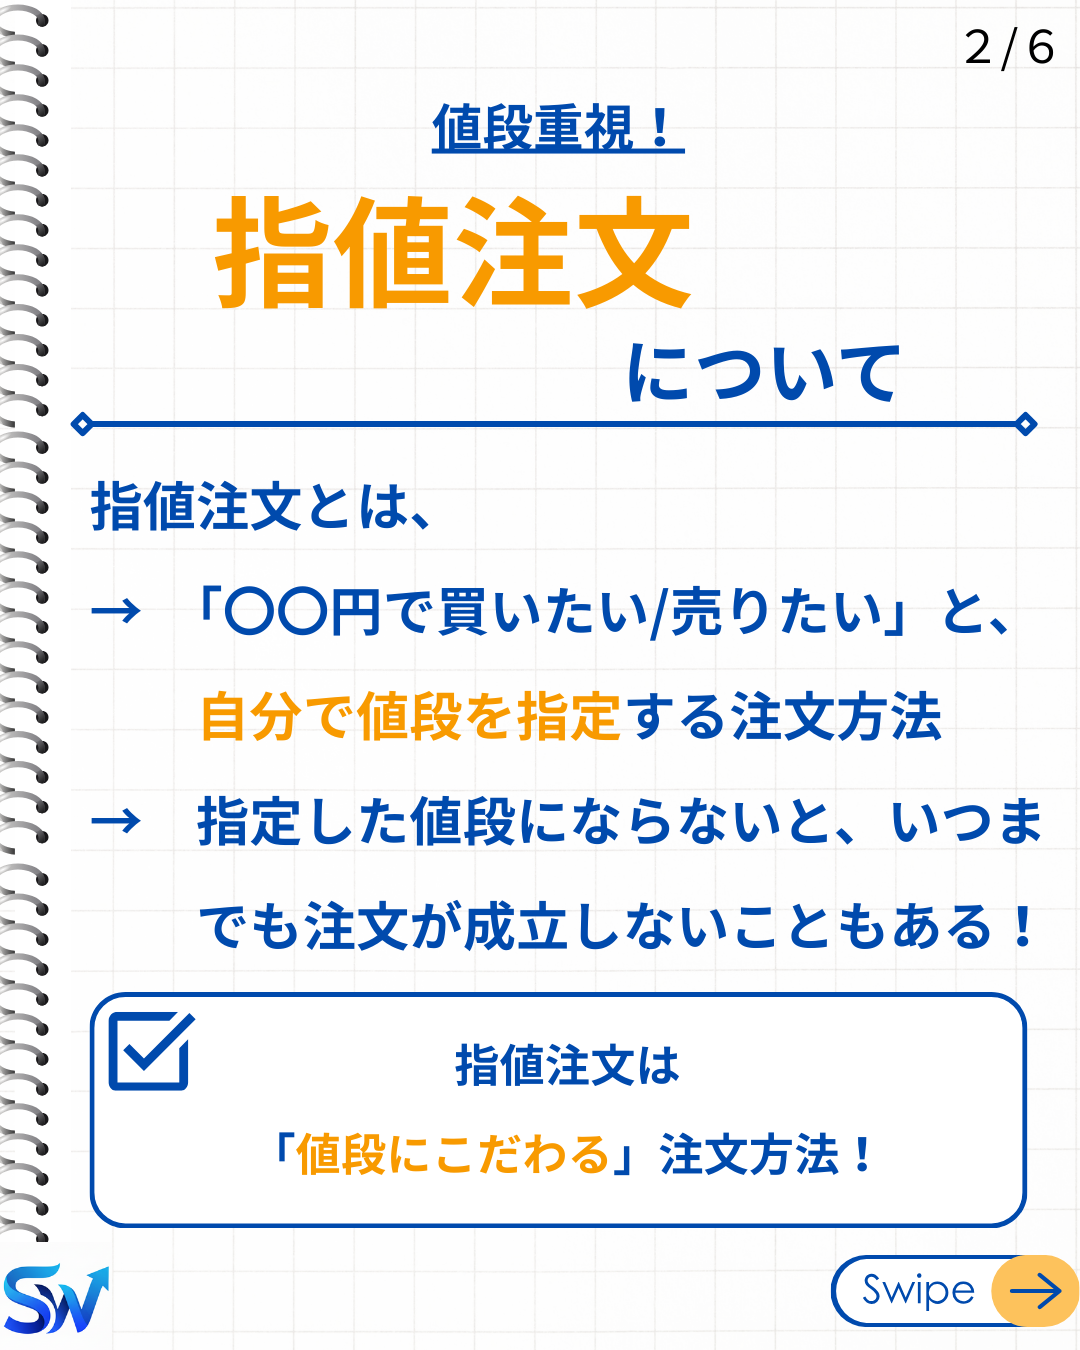 2/6
値段重視！
指値注文
について
指値注文とは、
→ 「〇〇円で買いたい/売りたい」と、
自分で値段を指定する注文方法
→ 指定した値段にならないと、いつま
でも注文が成立しないこともある！
指値注文は
「値段にこだわる」注文方法！
SW
Swipe